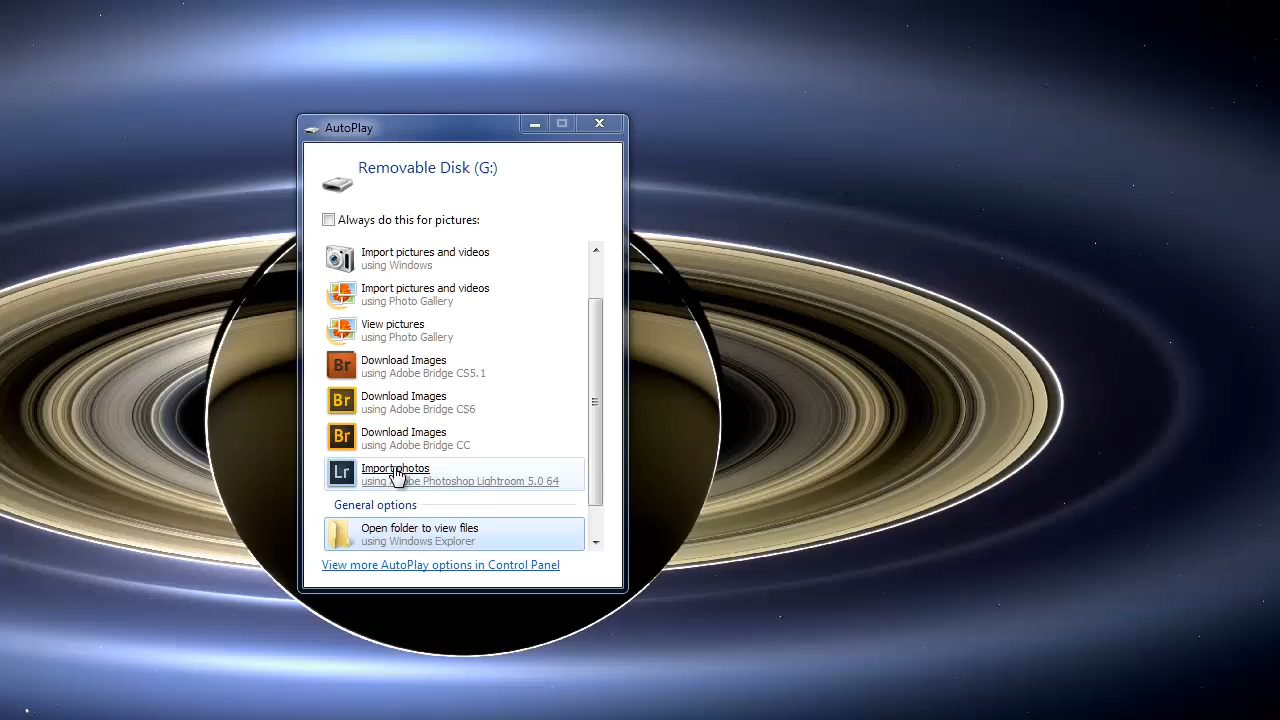 AutoPlay
Removable Disk (G:)
Always do this for pictures:
Import pictures and videos
using Windows
Import pictures and videos
using Photo Gallery
View pictures
using Photo Gallery
Br
Download Images
using Adobe Bridge CS5.1
Br
Download Images
using Adobe Bridge CS6
Br
Download Images
using Adobe Bridge CC
Lr
Import photos
using Adobe Photoshop Lightroom 5.0 64
General options
Open folder to view files
using Windows Explorer
View more AutoPlay options in Control Panel